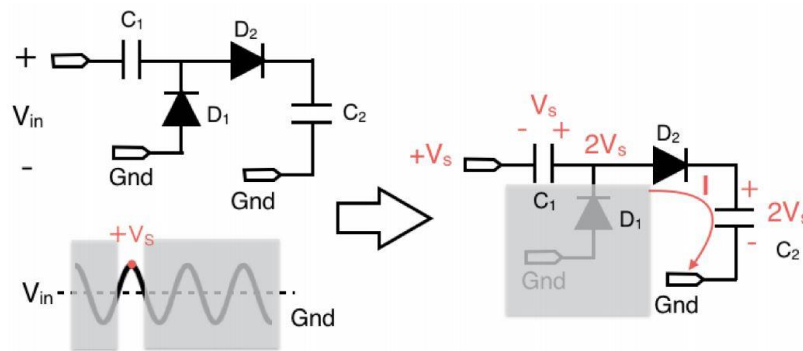 C1
D2
+
Vin
-
D1
C2
Gnd
Gnd
+Vs
Vin
Gnd
Vs
- +
+Vs
2Vs
D2
C1
D1
I
+
2Vs
-
C2
Gnd
Gnd